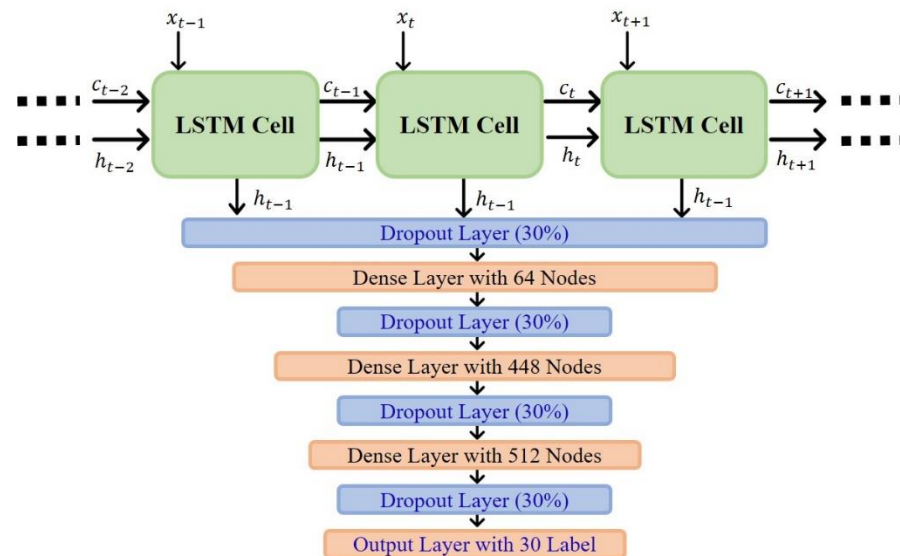 x_{t-1} x_t x_{t+1}
c_{t-2} c_{t-1} c_t c_{t+1}
LSTM Cell LSTM Cell LSTM Cell
h_{t-2} h_{t-1} h_t h_{t+1}
h_{t-1} h_{t-1} h_{t-1}
Dropout Layer (30%)
Dense Layer with 64 Nodes
Dropout Layer (30%)
Dense Layer with 448 Nodes
Dropout Layer (30%)
Dense Layer with 512 Nodes
Dropout Layer (30%)
Output Layer with 30 Label